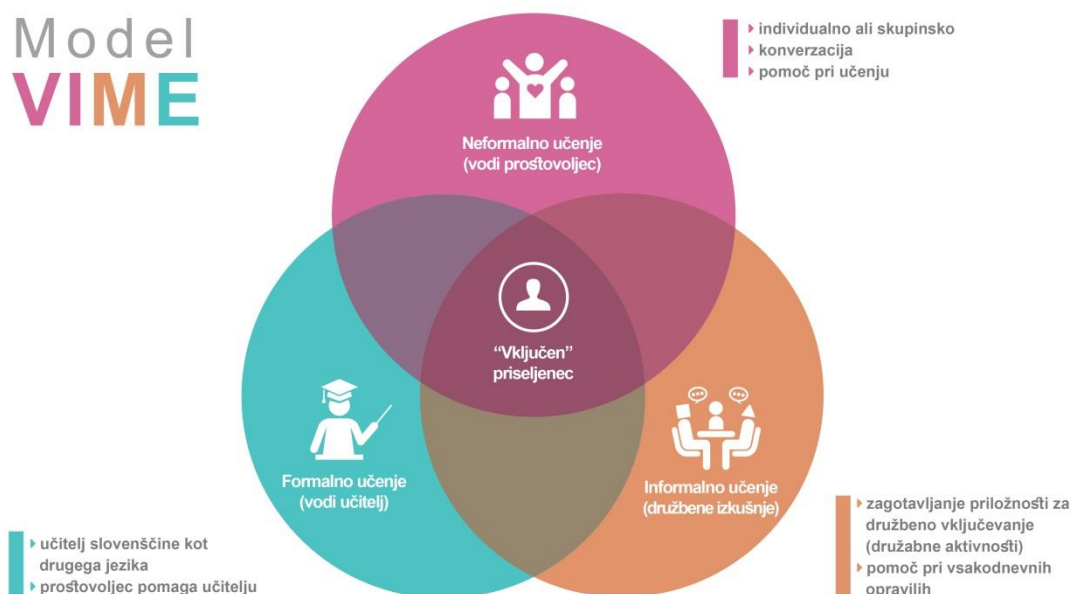 Model
VIME
individualno ali skupinsko
konverzacija
pomoč pri učenju
Neformalno učenje
(vodi prostovoljec)
“Vključen”
priseljenec
Formalno učenje
(vodi učitelj)
Informalno učenje
(družbene izkušnje)
učitelj slovenščine kot
drugega jezika
prostovoljec pomaga učitelju
zagotavljanje priložnosti za
družbeno vključevanje
(družabne aktivnosti)
pomoč pri vsakodnevnih
opravilih